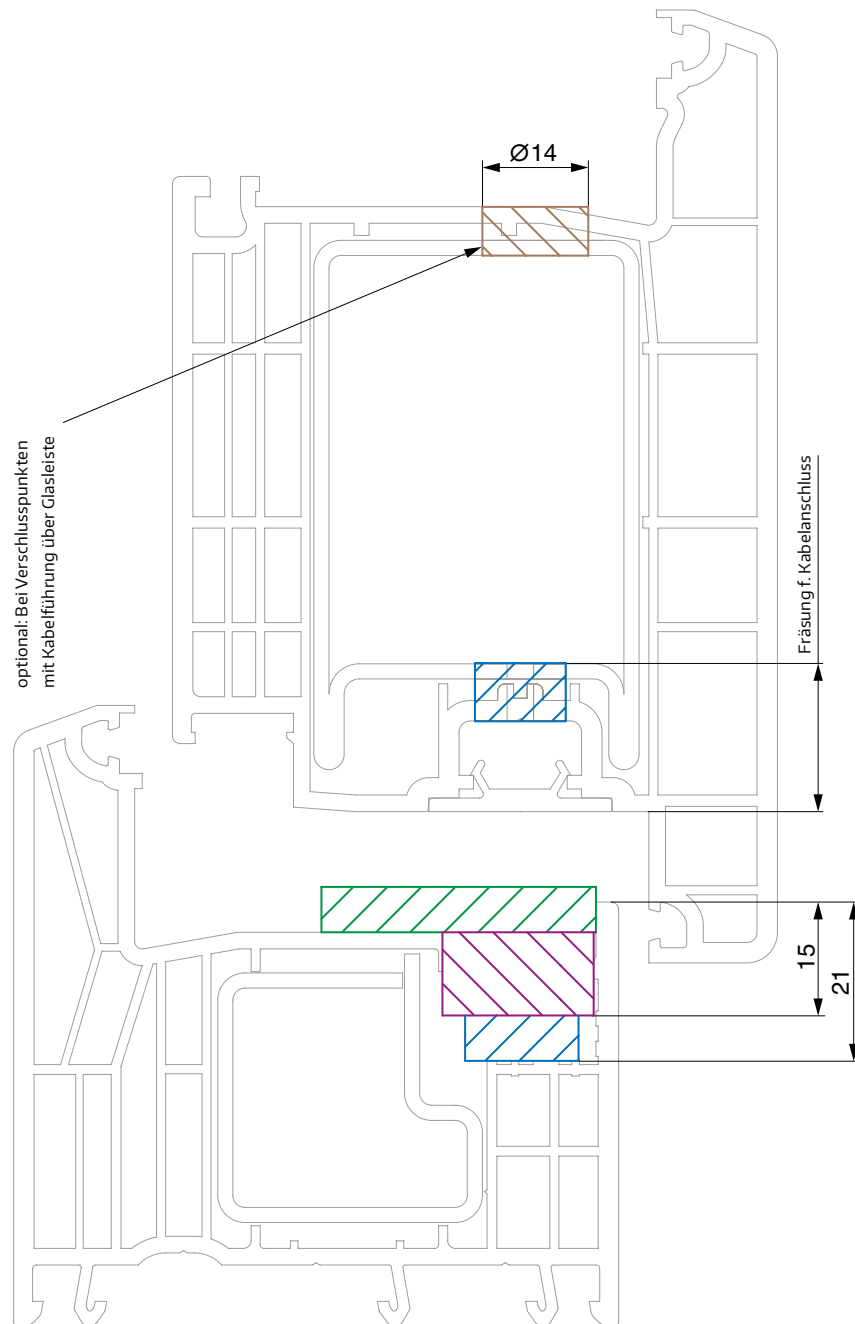 Ø14
optional: Bei Verschlusspunkten
mit Kabelführung über Glasleiste
Fräsung f. Kabelanschluss
15
21